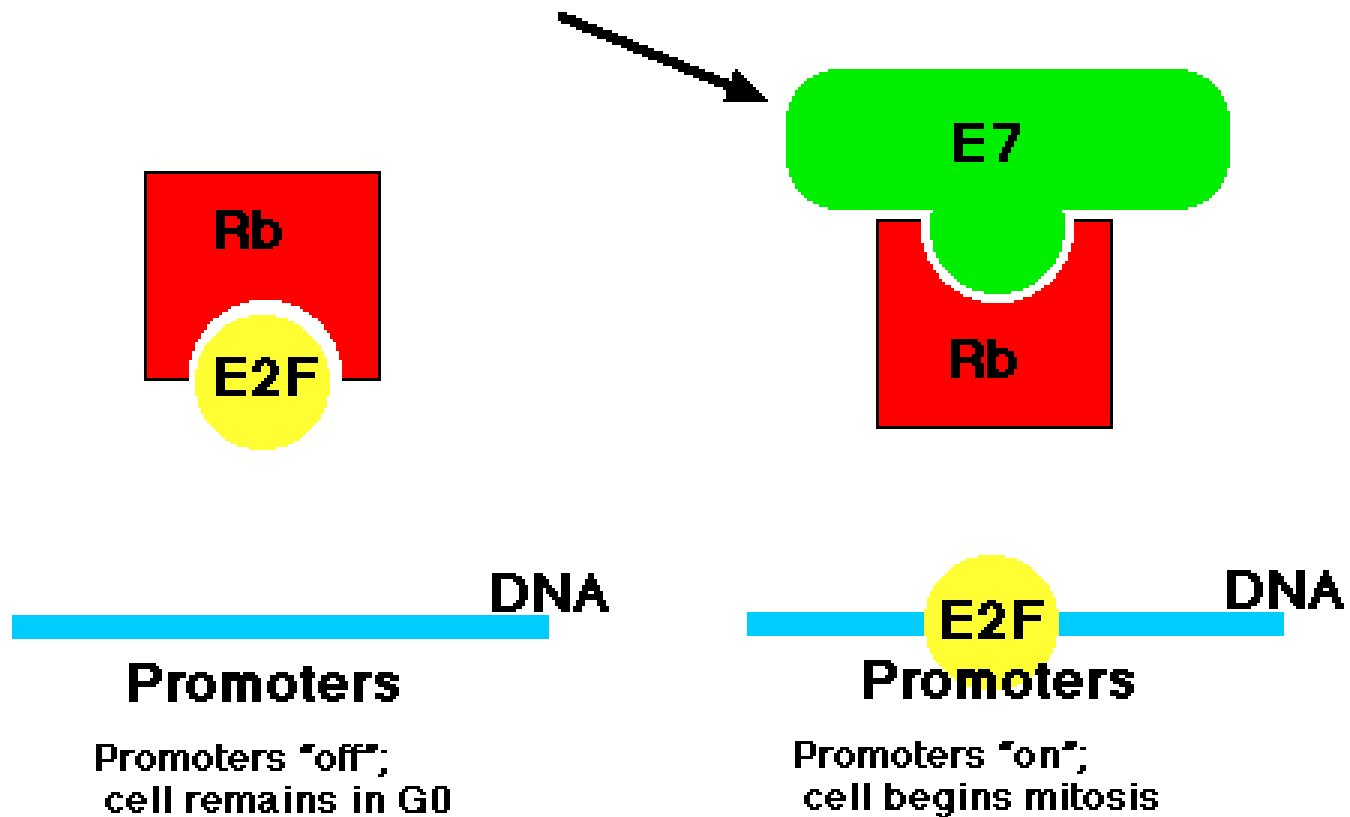 E7
Rb
E2F
Rb
DNA
Promoters
Promoters "off";
cell remains in G0
DNA
E2F
Promoters
Promoters "on";
cell begins mitosis